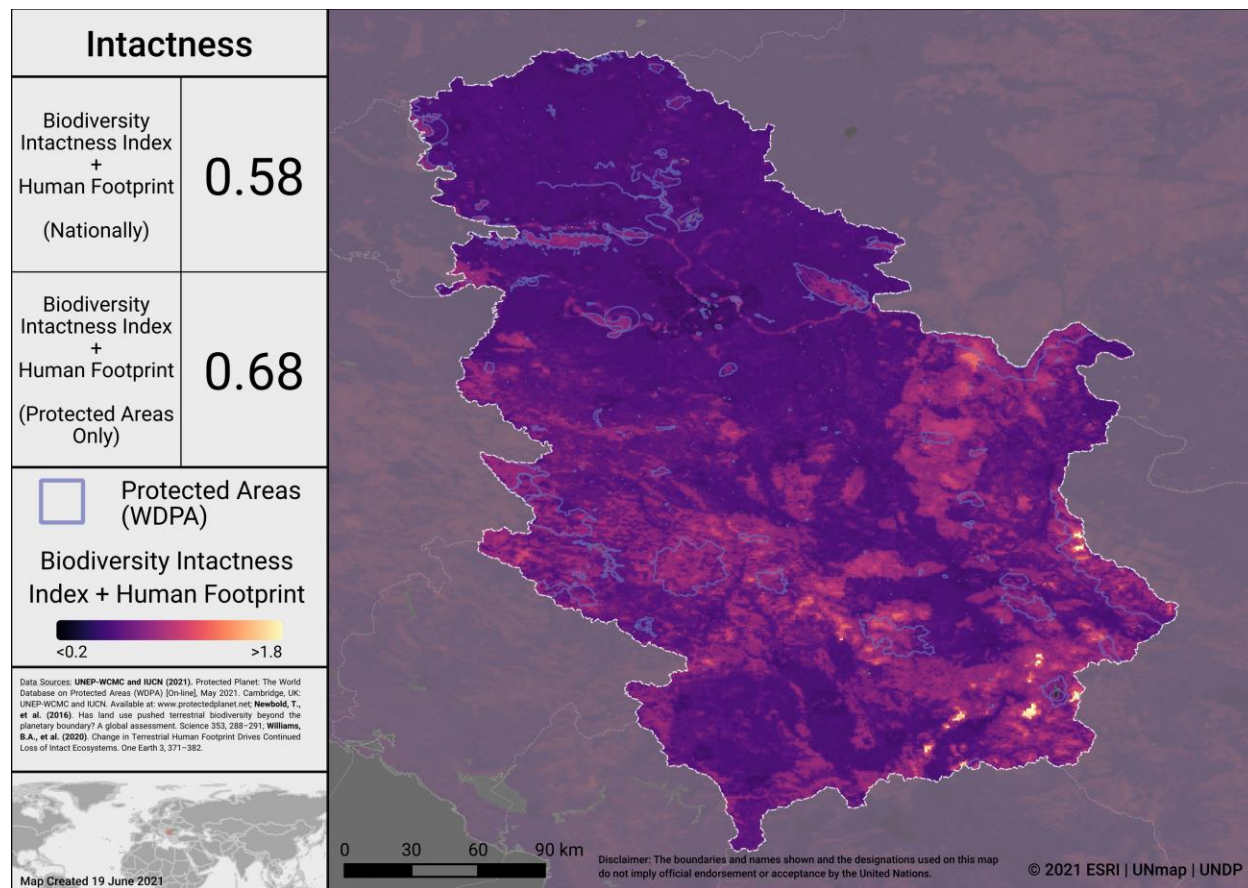 Intactness
Biodiversity
Intactness Index
+
Human Footprint
(Nationally)
0.58
Biodiversity
Intactness Index
+
Human Footprint
(Protected Areas
Only)
0.68
Protected Areas
(WDPA)
Biodiversity Intactness
Index + Human Footprint
<0.2
>1.8
Data Sources: UNEP-WCMC and IUCN (2021). Protected Planet: The World
Database on Protected Areas (WDPA) [On-line], May 2021. Cambridge, UK:
UNEP-WCMC and IUCN. Available at: www.protectedplanet.net; Newbold, T.,
et al. (2016). Has land use pushed terrestrial biodiversity beyond the
planetary boundary? A global assessment. Science 353, 288–291; Williams,
B.A., et al. (2020). Change in Terrestrial Human Footprint Drives Continued
Loss of Intact Ecosystems. One Earth 3, 371–382.
Map Created 19 June 2021
0 30 60 90 km
Disclaimer: The boundaries and names shown and the designations used on this map
do not imply official endorsement or acceptance by the United Nations.
© 2021 ESRI | UNmap | UNDP